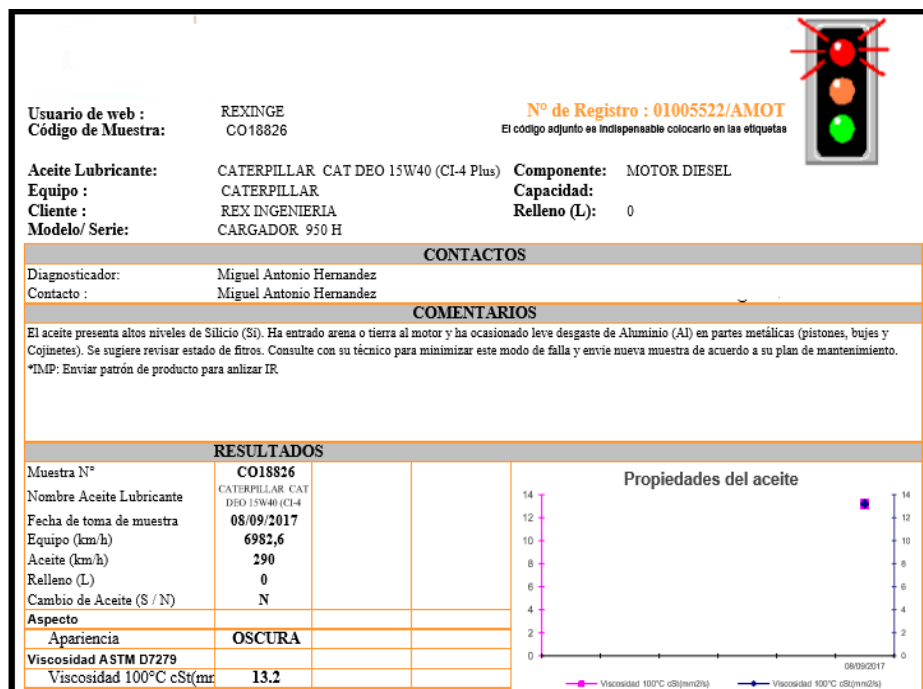 Usuario de web : REXINGE
Nº de Registro : 01005522/AMOT
Código de Muestra: CO18826
El código adjunto es indispensable colocarlo en las etiquetas
Aceite Lubricante: CATERPILLAR CAT DEO 15W40 (CI-4 Plus) Componente: MOTOR DIESEL
Equipo : CATERPILLAR Capacidad:
Cliente : REX INGENIERIA Relleno (L): 0
Modelo/ Serie: CARGADOR 950 H
CONTACTOS
Diagnosticador: Miguel Antonio Hernandez
Contacto : Miguel Antonio Hernandez
COMENTARIOS
El aceite presenta altos niveles de Silicio (Si). Ha entrado arena o tierra al motor y ha ocasionado leve desgaste de Aluminio (Al) en partes metálicas (pistones, bujes y
Cojinetes). Se sugiere revisar estado de fitros. Consulte con su técnico para minimizar este modo de falla y envíe nueva muestra de acuerdo a su plan de mantenimiento.
*IMP: Enviar patrón de producto para anlizar IR
RESULTADOS
Muestra Nº CO18826
Nombre Aceite Lubricante CATERPILLAR CAT
DEO 15W40 (CI-4
Fecha de toma de muestra 08/09/2017
Equipo (km/h) 6982,6
Aceite (km/h) 290
Relleno (L) 0
Cambio de Aceite (S / N) N
Aspecto
Apariencia OSCURA
Viscosidad ASTM D7279
Viscosidad 100°C cSt(mm 13.2
Propiedades del aceite
14 14
12 12
10 10
8 8
6 6
4 4
2 2
0 0
08/09/2017
Viscosidad 100°C cSt(mm2/s) Viscosidad 100°C cSt(mm2/s)